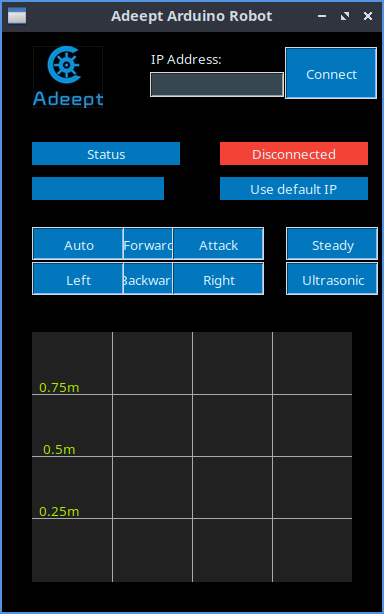 Adeept Arduino Robot
Adeept
IP Address:
Connect
Status
Disconnected
Use default IP
Auto
Forward
Attack
Steady
Left
Backwar
Right
Ultrasonic
0.75m
0.5m
0.25m